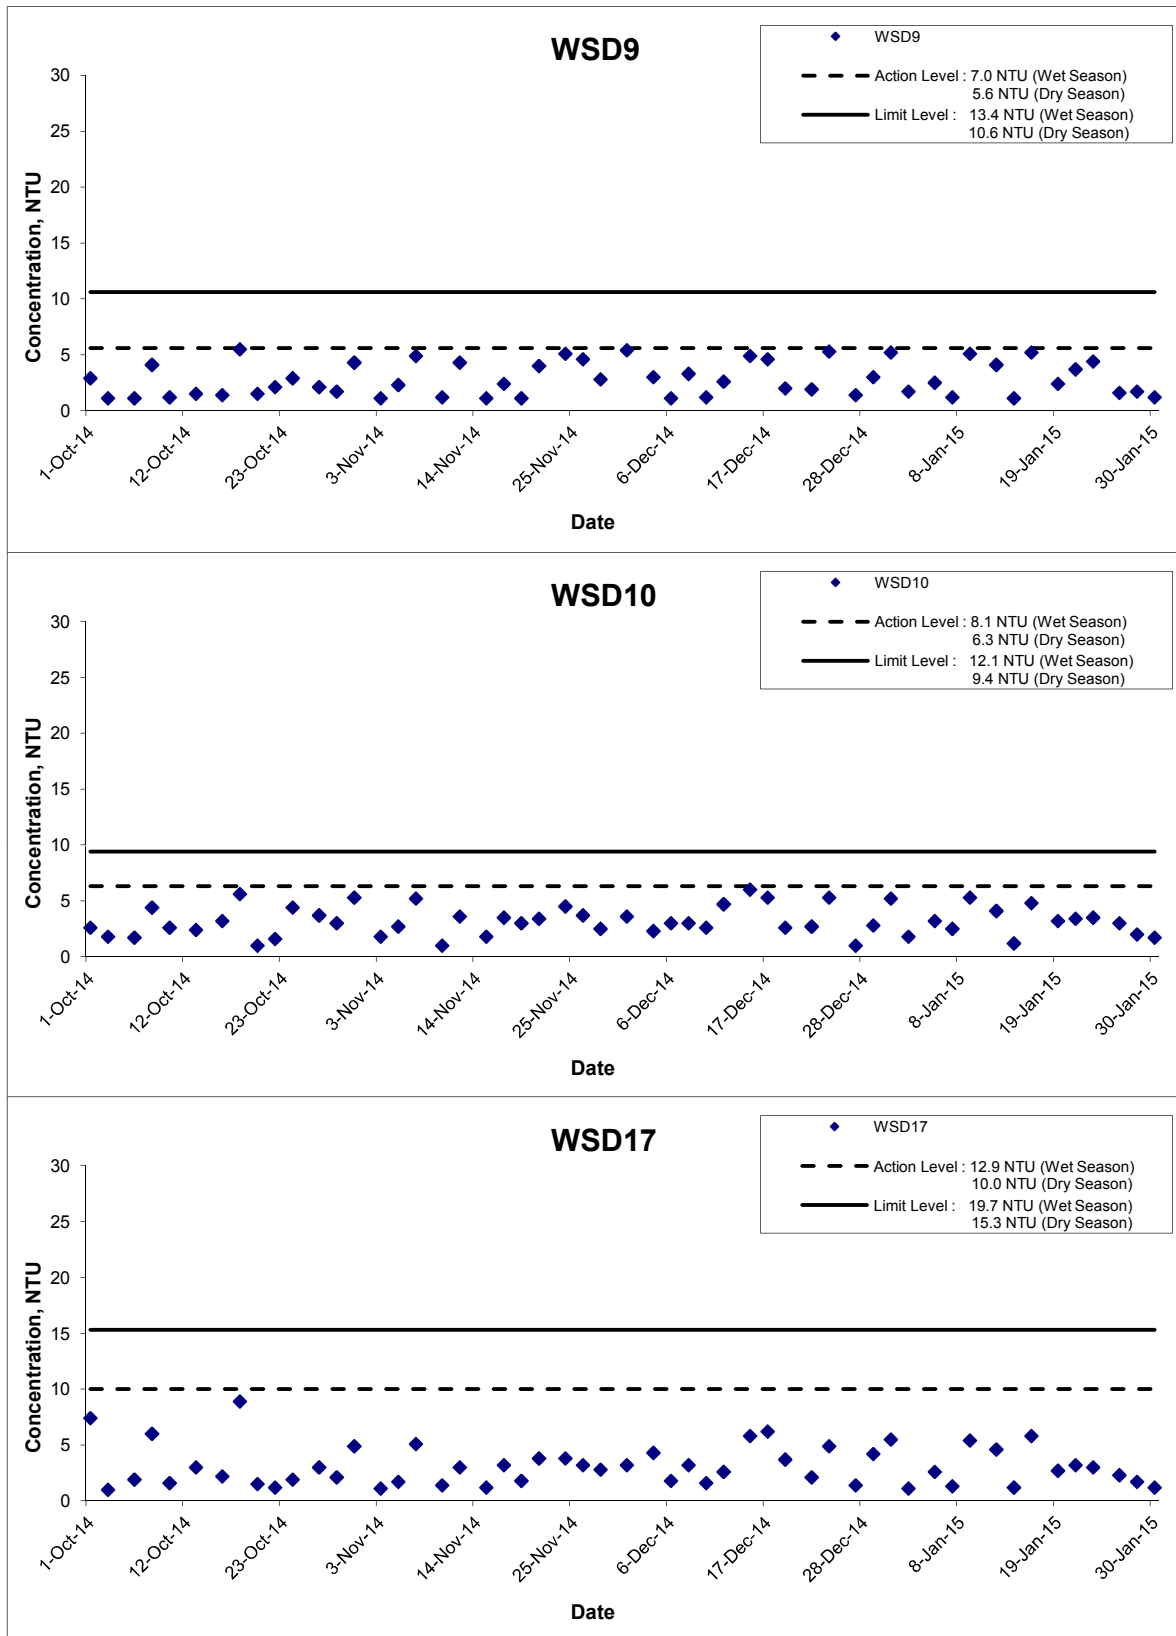 WSD9
WSD9
Action Level : 7.0 NTU (Wet Season)
5.6 NTU (Dry Season)
Limit Level : 13.4 NTU (Wet Season)
10.6 NTU (Dry Season)
Concentration, NTU
30
25
20
15
10
5
0
1-Oct-14
12-Oct-14
23-Oct-14
3-Nov-14
14-Nov-14
25-Nov-14
6-Dec-14
17-Dec-14
28-Dec-14
8-Jan-15
19-Jan-15
30-Jan-15
Date
WSD10
WSD10
Action Level : 8.1 NTU (Wet Season)
6.3 NTU (Dry Season)
Limit Level : 12.1 NTU (Wet Season)
9.4 NTU (Dry Season)
Concentration, NTU
30
25
20
15
10
5
0
1-Oct-14
12-Oct-14
23-Oct-14
3-Nov-14
14-Nov-14
25-Nov-14
6-Dec-14
17-Dec-14
28-Dec-14
8-Jan-15
19-Jan-15
30-Jan-15
Date
WSD17
WSD17
Action Level : 12.9 NTU (Wet Season)
10.0 NTU (Dry Season)
Limit Level : 19.7 NTU (Wet Season)
15.3 NTU (Dry Season)
Concentration, NTU
30
25
20
15
10
5
0
1-Oct-14
12-Oct-14
23-Oct-14
3-Nov-14
14-Nov-14
25-Nov-14
6-Dec-14
17-Dec-14
28-Dec-14
8-Jan-15
19-Jan-15
30-Jan-15
Date